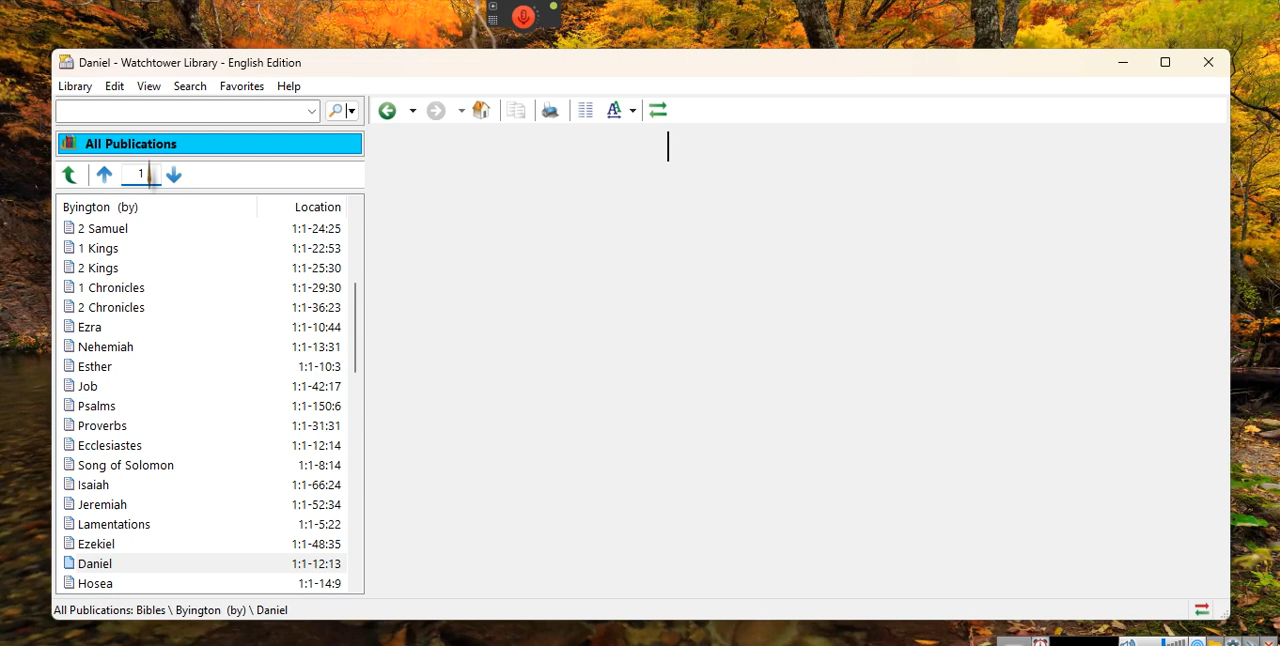 Daniel - Watchtower Library - English Edition
Library Edit View Search Favorites Help
All Publications
1
Byington (by) Location
2 Samuel 1:1-24:25
1 Kings 1:1-22:53
2 Kings 1:1-25:30
1 Chronicles 1:1-29:30
2 Chronicles 1:1-36:23
Ezra 1:1-10:44
Nehemiah 1:1-13:31
Esther 1:1-10:3
Job 1:1-42:17
Psalms 1:1-150:6
Proverbs 1:1-31:31
Ecclesiastes 1:1-12:14
Song of Solomon 1:1-8:14
Isaiah 1:1-66:24
Jeremiah 1:1-52:34
Lamentations 1:1-5:22
Ezekiel 1:1-48:35
Daniel 1:1-12:13
Hosea 1:1-14:9
All Publications: Bibles \ Byington (by) \ Daniel